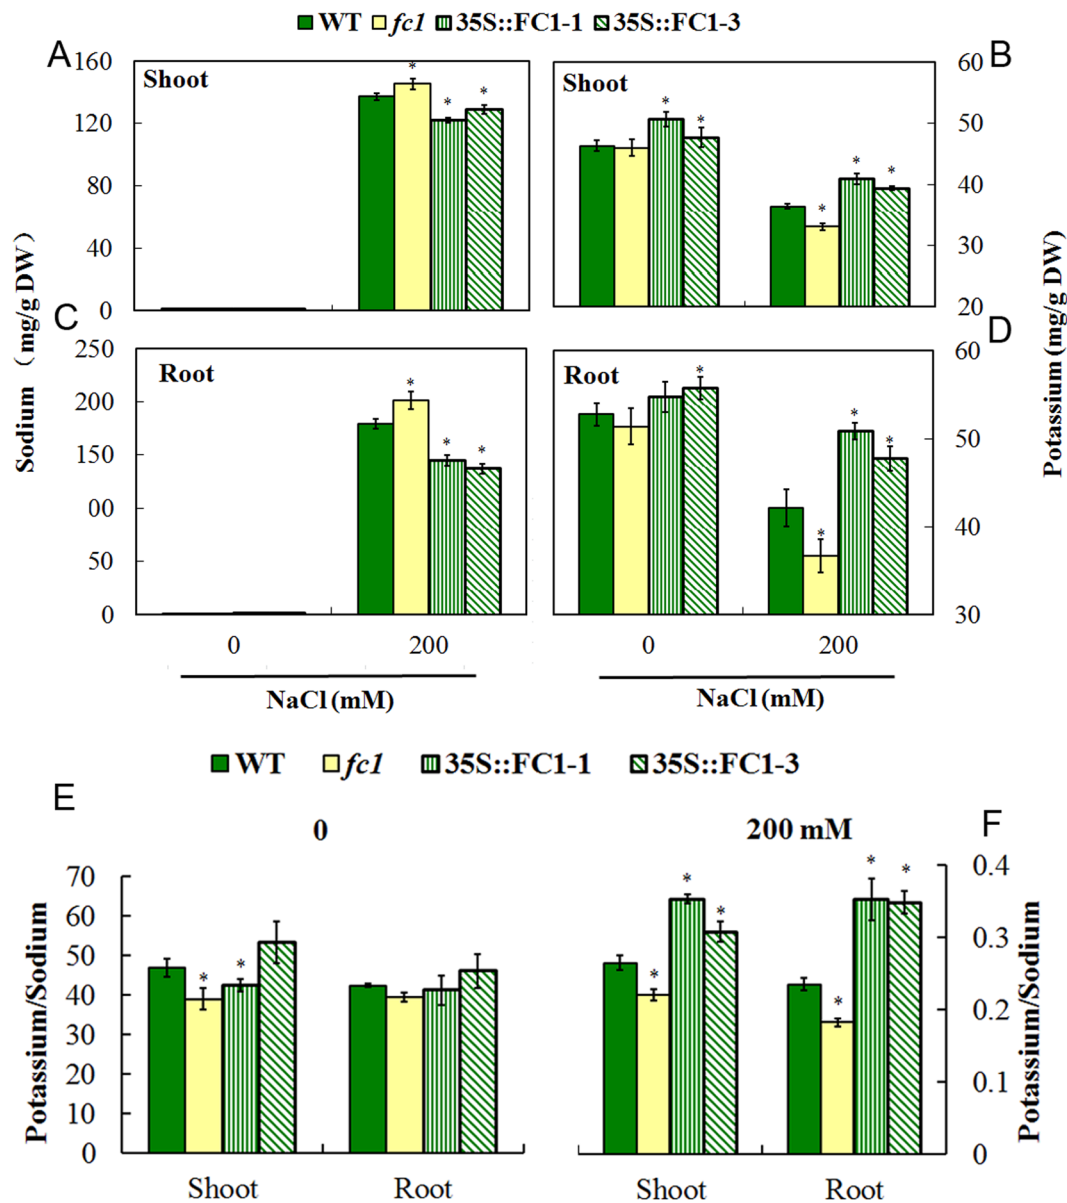 WT fc1 35S::FC1-1 35S::FC1-3
A
160
120
80
40
0
Shoot
* * * *
B
60
50
40
30
20
Shoot
* * * * * *
Sodium （mg/g DW）
Potassium (mg/g DW)
C
250
200
150
00
50
0
Root
* * * *
0 200
NaCl (mM)
D
60
50
40
30
Root
* * * *
0 200
NaCl (mM)
WT fc1 35S::FC1-1 35S::FC1-3
E
0
Potassium/Sodium
70
60
50
40
30
20
10
0
* *
Shoot Root
F
200 mM
Potassium/Sodium
0.4
0.3
0.2
0.1
0
* * * * * *
Shoot Root